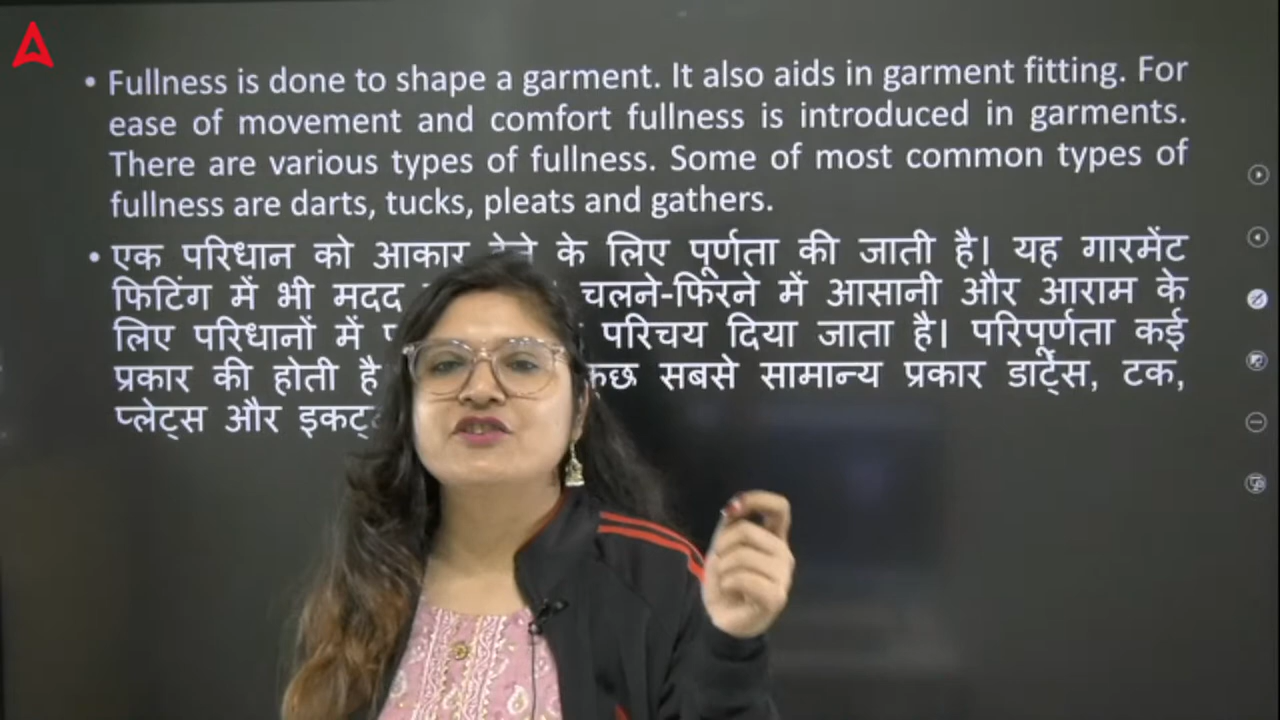 • Fullness is done to shape a garment. It also aids in garment fitting. For
ease of movement and comfort fullness is introduced in garments.
There are various types of fullness. Some of most common types of
fullness are darts, tucks, pleats and gathers.
• एक परिधान को आकार देने के लिए पूर्णता की जाती है। यह गारमेंट
फिटिंग में भी मदद चलने-फिरने में आसानी और आराम के
लिए परिधानों में परिचय दिया जाता है। परिपूर्णता कई
प्रकार की होती है कुछ सबसे सामान्य प्रकार डार्ट्स, टक,
प्लेट्स और